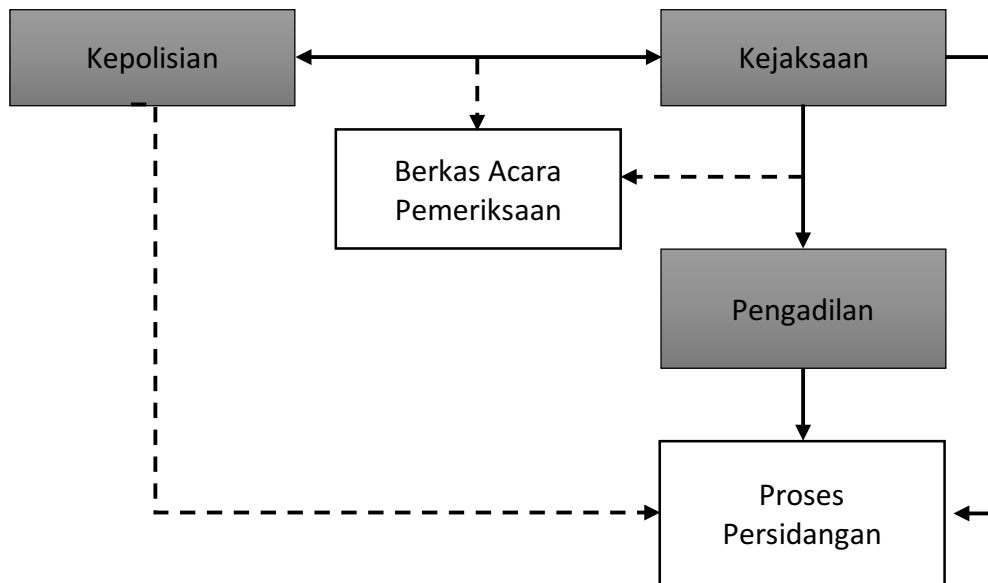 Kepolisian
Kejaksaan
Berkas Acara
Pemeriksaan
Pengadilan
Proses
Persidangan